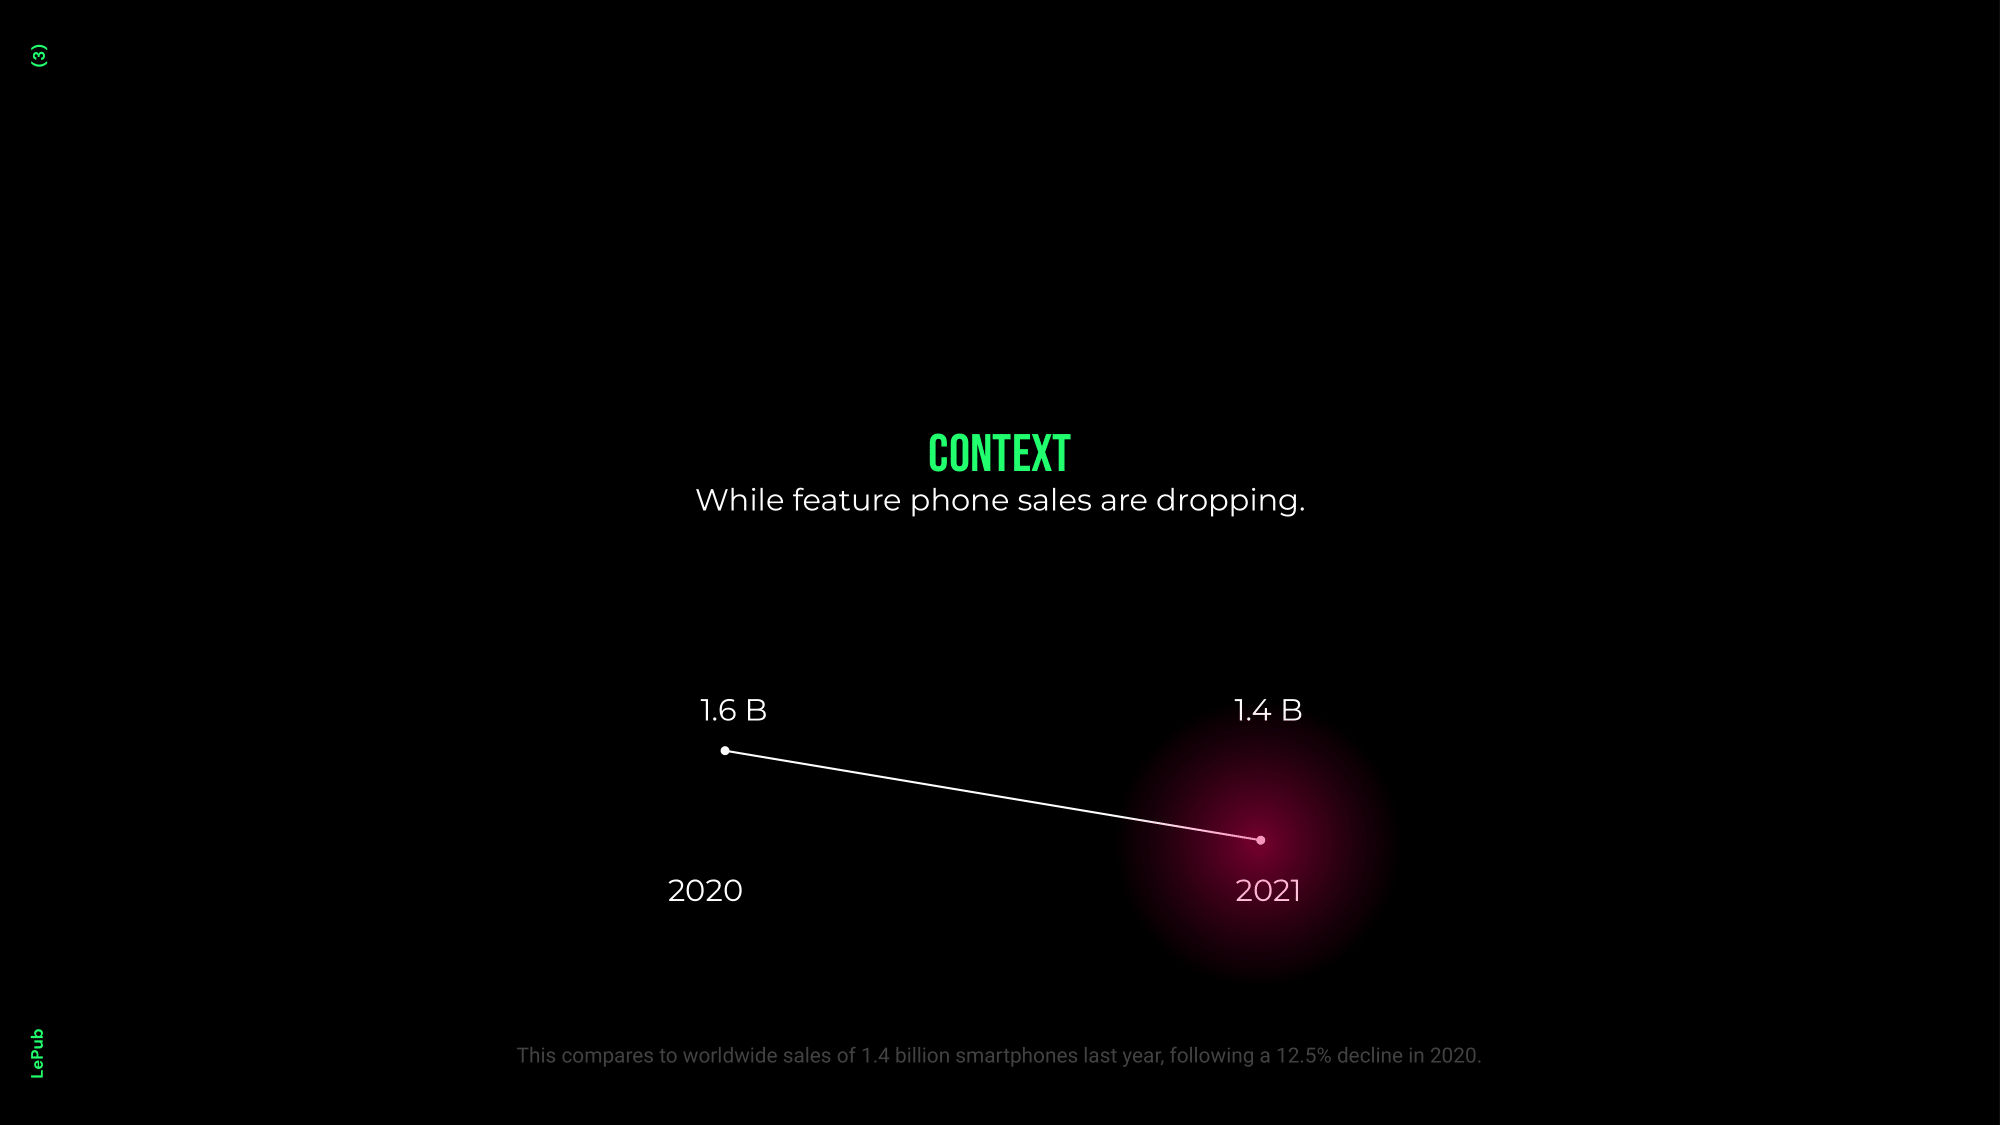 (3)
CONTEXT
While feature phone sales are dropping.
1.6 B
1.4 B
2020
2021
This compares to worldwide sales of 1.4 billion smartphones last year, following a 12.5% decline in 2020.
LePub